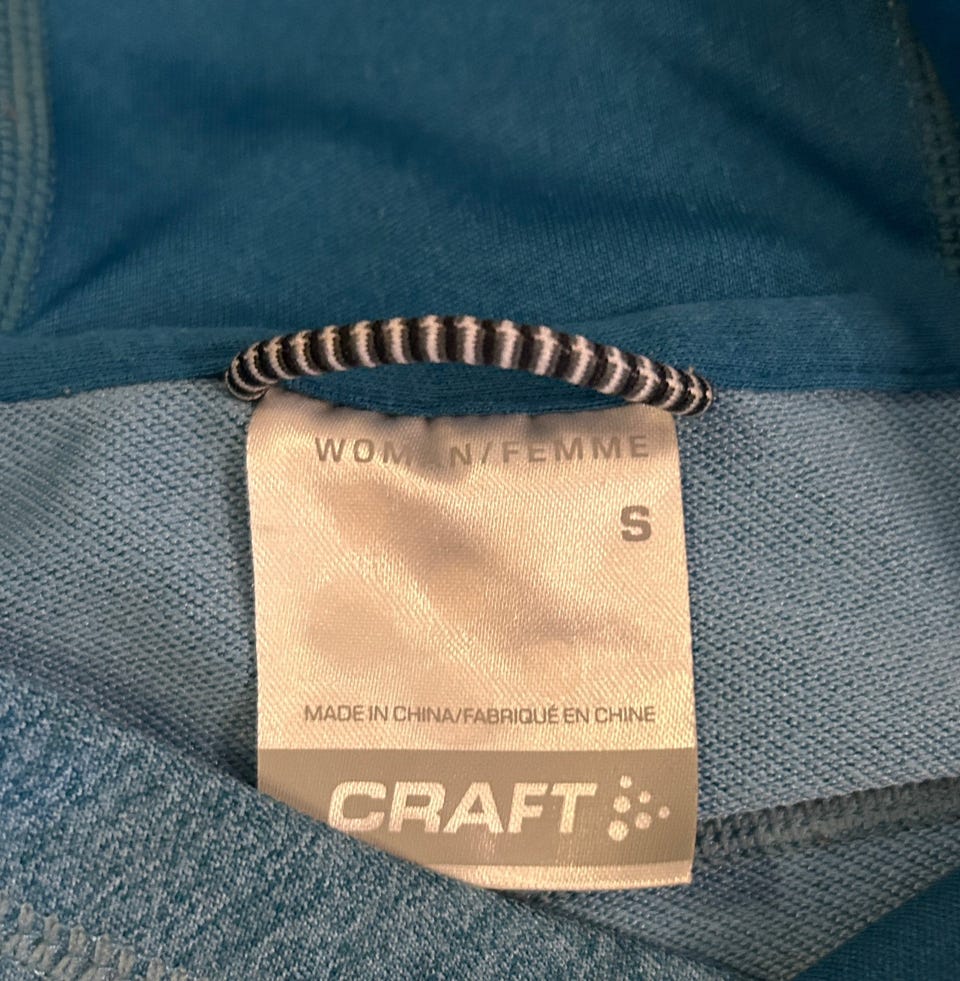 WOMAN/FEMME
S
MADE IN CHINA/FABRIQUÉ EN CHINE
CRAFT